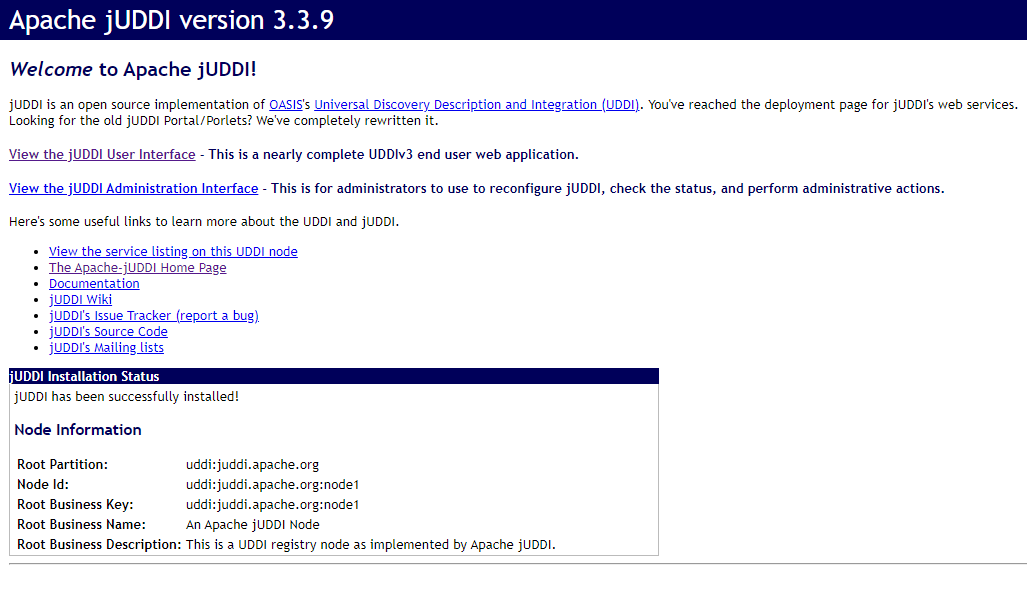 Apache jUDDI version 3.3.9
Welcome to Apache jUDDI!
jUDDI is an open source implementation of OASIS's Universal Discovery Description and Integration (UDDI). You've reached the deployment page for jUDDI's web services.
Looking for the old jUDDI Portal/Porlets? We've completely rewritten it.
View the jUDDI User Interface - This is a nearly complete UDDIv3 end user web application.
View the jUDDI Administration Interface - This is for administrators to use to reconfigure jUDDI, check the status, and perform administrative actions.
Here's some useful links to learn more about the UDDI and jUDDI.
• View the service listing on this UDDI node
• The Apache-jUDDI Home Page
• Documentation
• jUDDI Wiki
• jUDDI's Issue Tracker (report a bug)
• jUDDI's Source Code
• jUDDI's Mailing lists
jUDDI Installation Status
jUDDI has been successfully installed!
Node Information
Root Partition: uddi:juddi.apache.org
Node Id: uddi:juddi.apache.org:node1
Root Business Key: uddi:juddi.apache.org:node1
Root Business Name: An Apache jUDDI Node
Root Business Description: This is a UDDI registry node as implemented by Apache jUDDI.